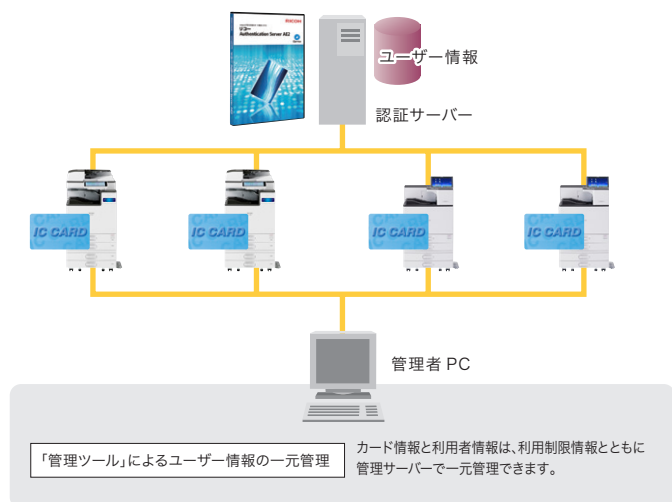 RICOH
リコー
Authentication Server AE2
ユーザー情報
認証サーバー
IC CARD
IC CARD
IC CARD
IC CARD
管理者 PC
「管理ツール」によるユーザー情報の一元管理
カード情報と利用者情報は、利用制限情報とともに
管理サーバーで一元管理できます。